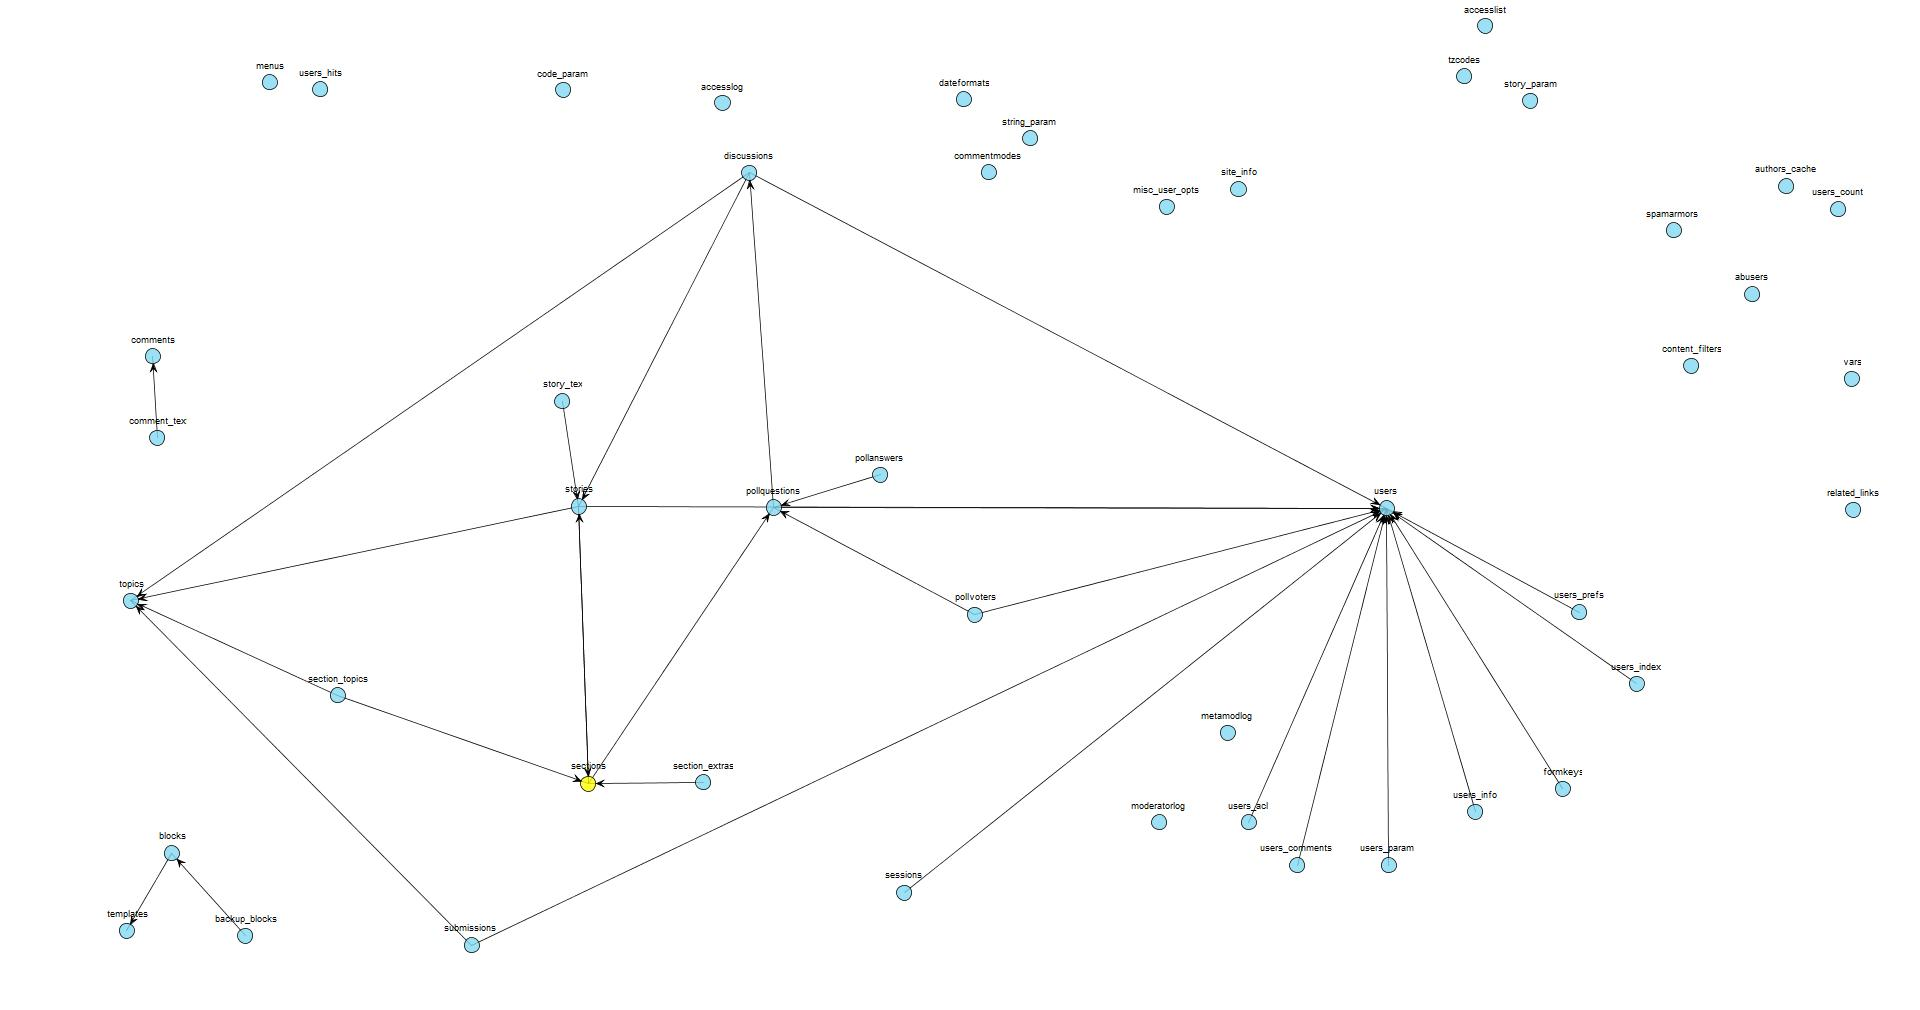 accesslist
tzcodes
menus
users_hits
code_param
accesslog
dateformats
story_param
string_param
discussions
commentmodes
authors_cache
site_info
misc_user_opts
users_count
spamarmors
abusers
comments
content_filters
vars
story_tex
comment_tex
pollanswers
stories
pollquestions
users
related_links
topics
pollvoters
users_prefs
users_index
section_topics
metamodlog
sections
section_extras
formkeys
users_info
moderatorlog
users_acl
blocks
users_comments
users_param
sessions
templates
backup_blocks
submissions